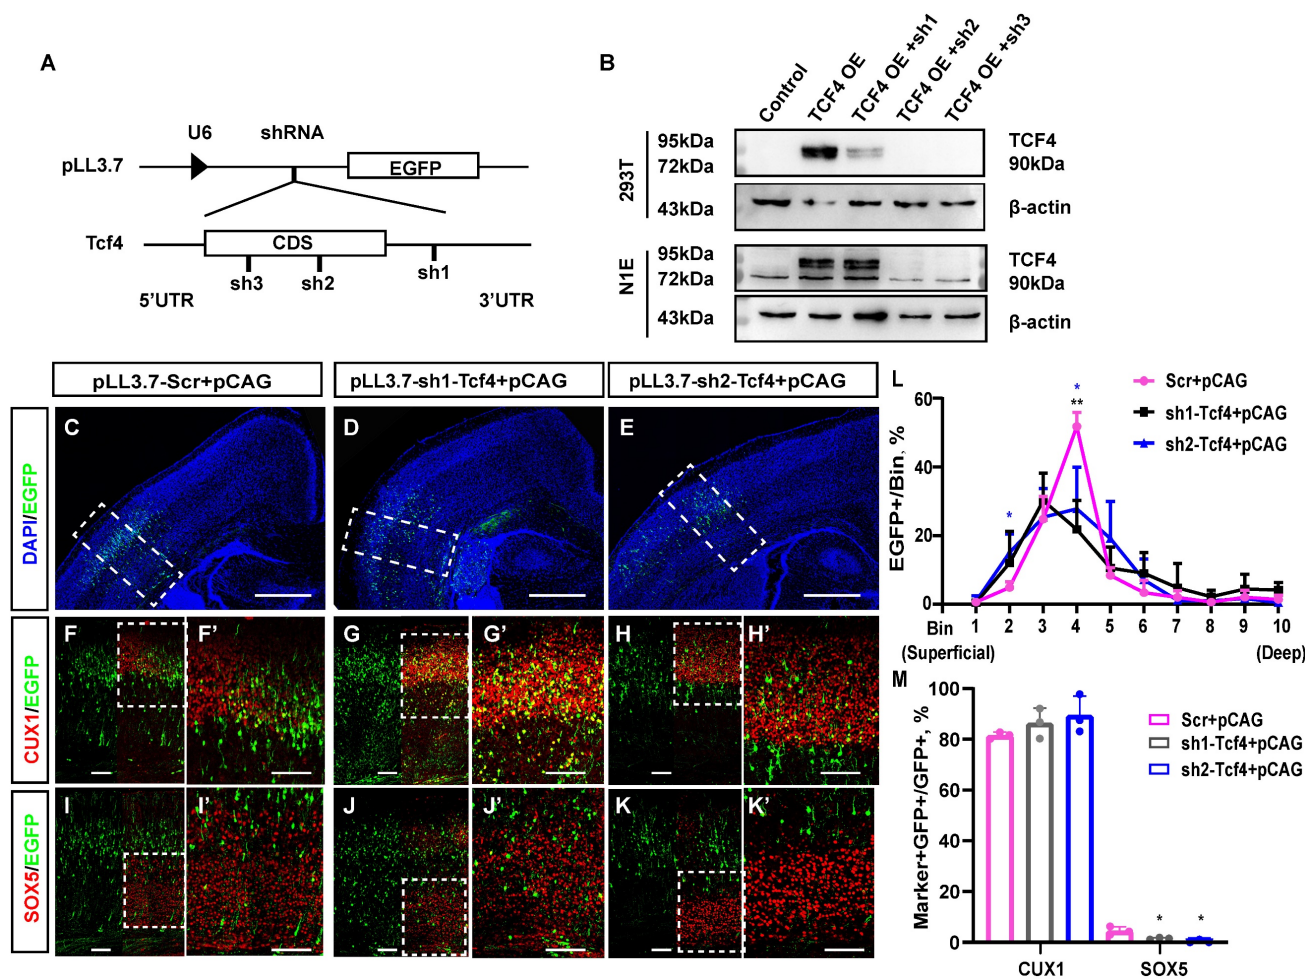 A
U6
shRNA
pLL3.7
EGFP
Tcf4
CDS
sh3
sh2
sh1
5'UTR
3'UTR
B
Control
TCF4 OE
TCF4 OE +sh1
TCF4 OE +sh2
TCF4 OE +sh3
293T
95kDa
72kDa
TCF4
90kDa
43kDa
β-actin
N1E
95kDa
72kDa
TCF4
90kDa
43kDa
β-actin
pLL3.7-Scr+pCAG
pLL3.7-sh1-Tcf4+pCAG
pLL3.7-sh2-Tcf4+pCAG
DAPI/EGFP
C
D
E
CUX1/EGFP
F
F'
G
G'
H
H'
SOX5/EGFP
I
I'
J
J'
K
K'
L
EGFP+/Bin, %
60
40
20
0
*
*
**
Scr+pCAG
sh1-Tcf4+pCAG
sh2-Tcf4+pCAG
Bin 1 2 3 4 5 6 7 8 9 10
(Superficial)
(Deep)
M
Marker+GFP+/GFP+, %
100
80
60
40
20
0
Scr+pCAG
sh1-Tcf4+pCAG
sh2-Tcf4+pCAG
* *
CUX1
SOX5